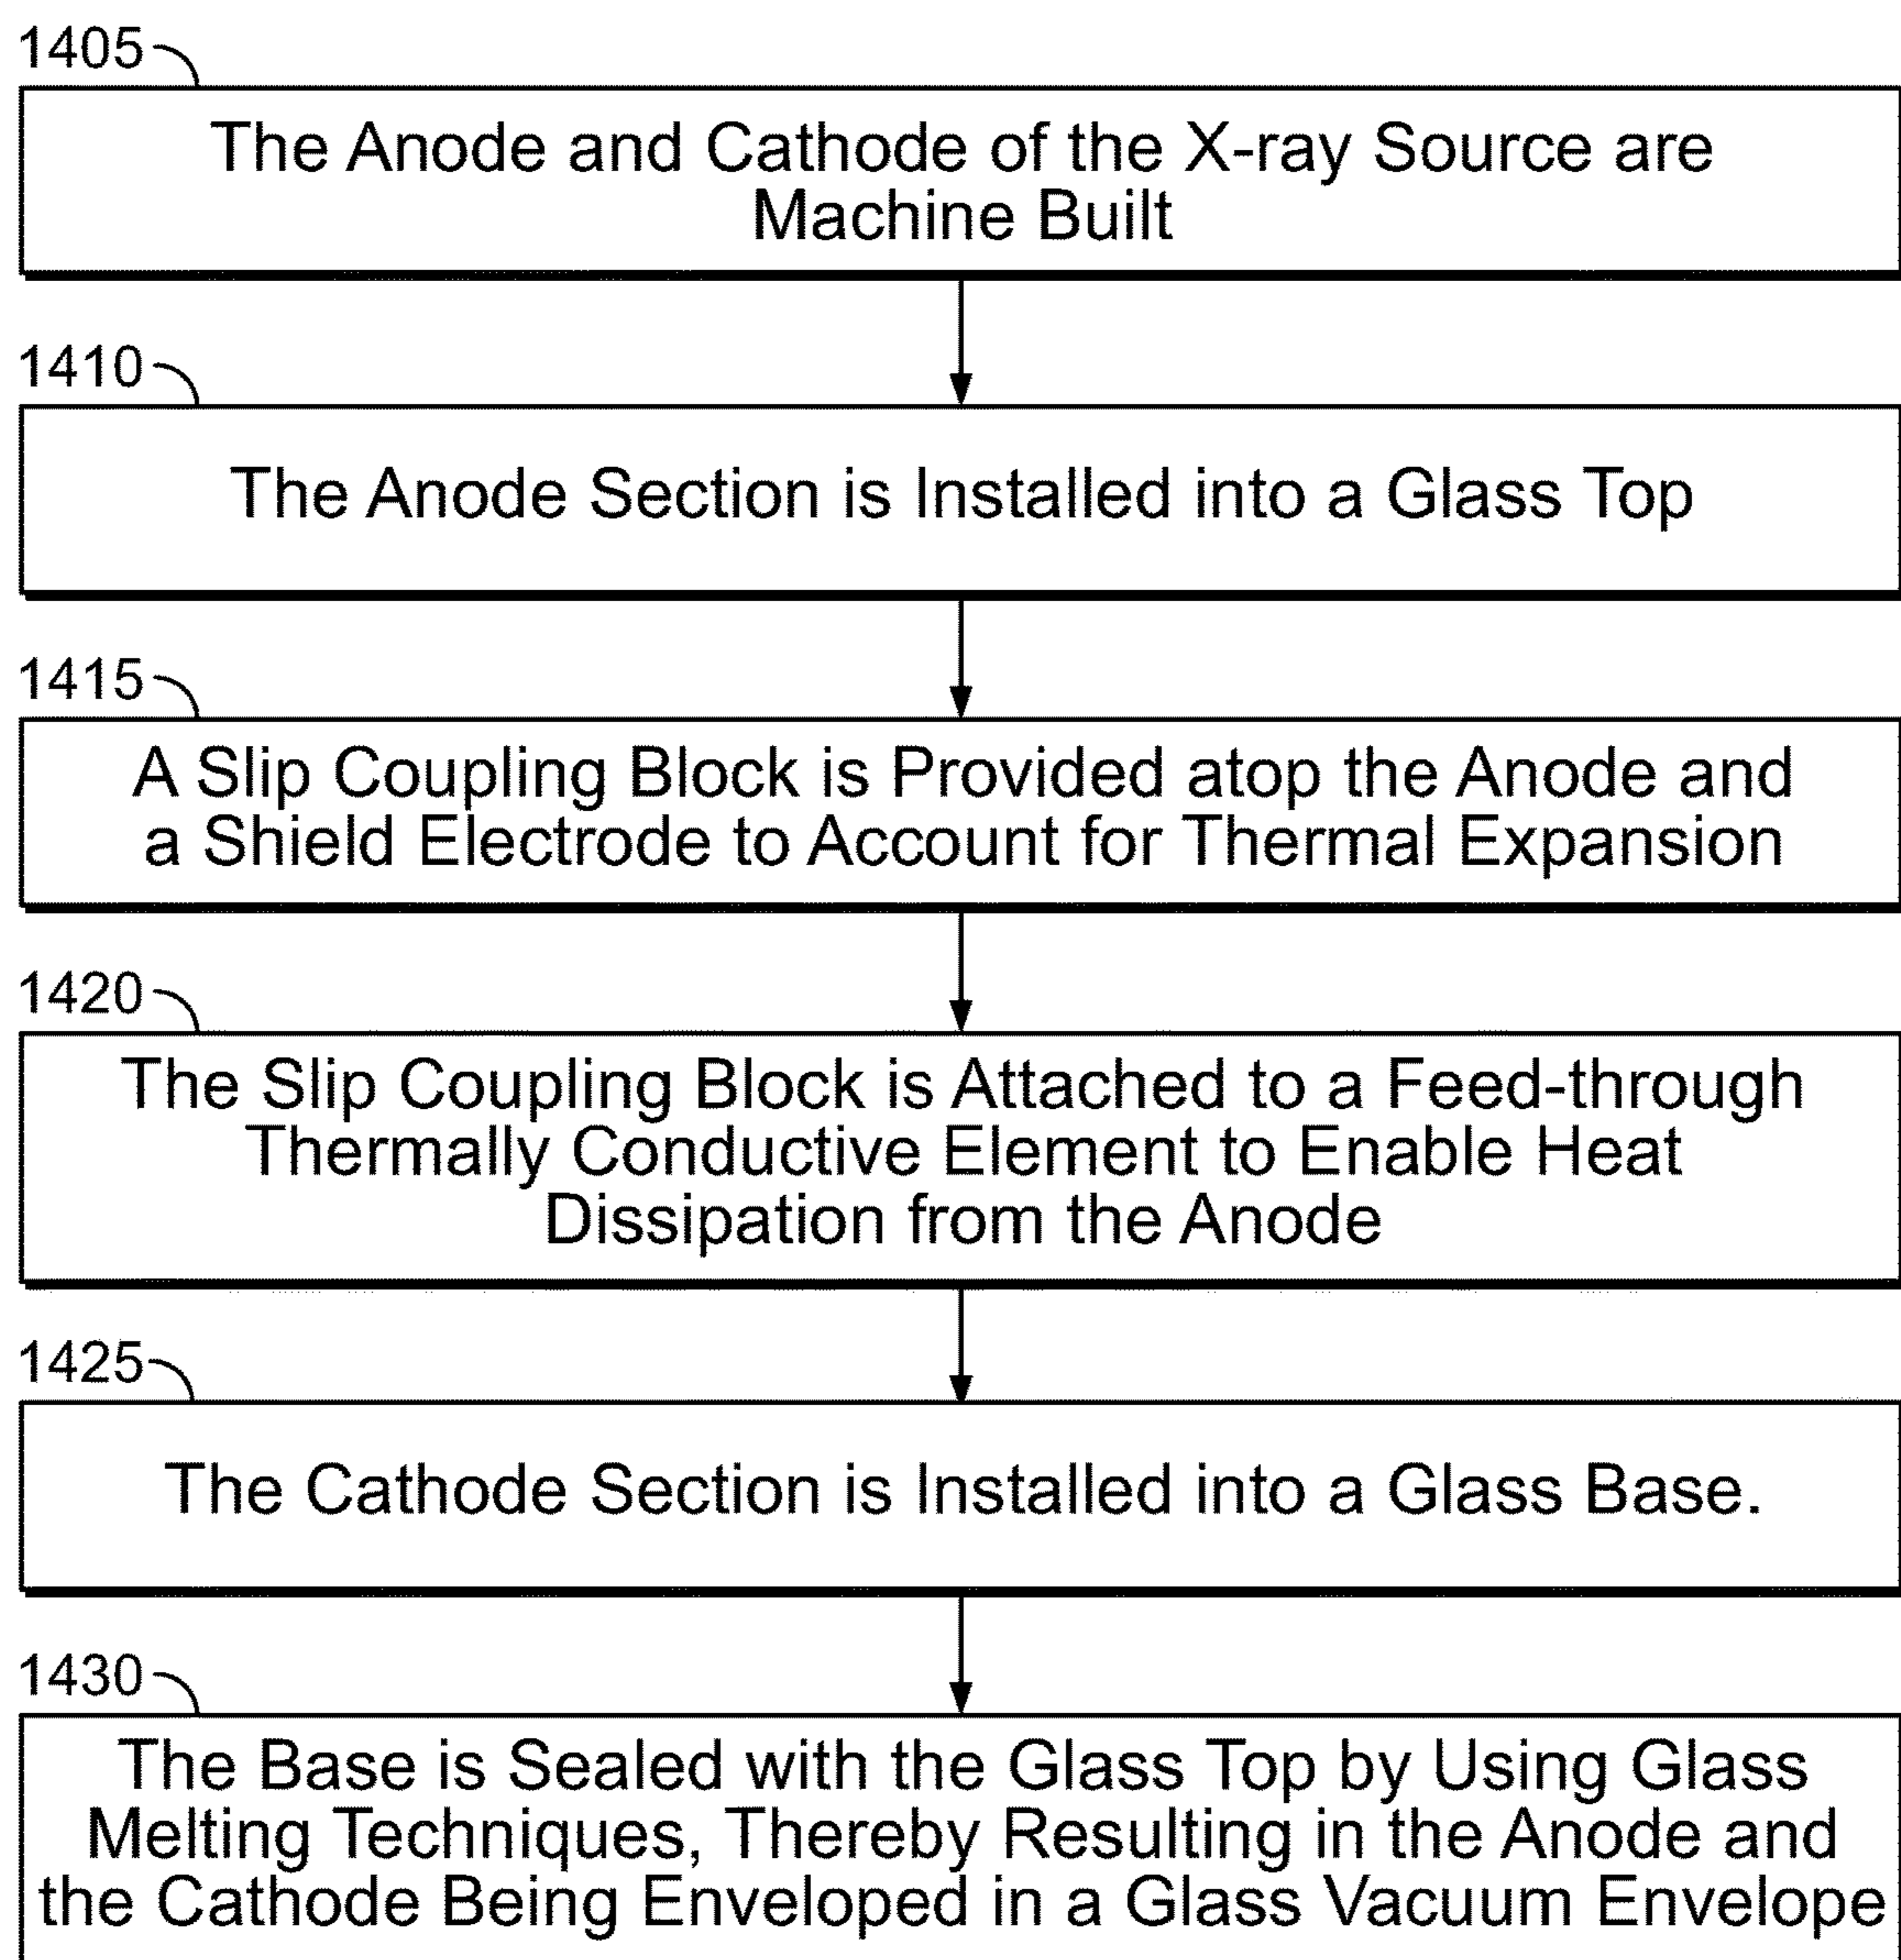 1405
The Anode and Cathode of the X-ray Source are
Machine Built
1410
The Anode Section is Installed into a Glass Top
1415
A Slip Coupling Block is Provided atop the Anode and
a Shield Electrode to Account for Thermal Expansion
1420
The Slip Coupling Block is Attached to a Feed-through
Thermally Conductive Element to Enable Heat
Dissipation from the Anode
1425
The Cathode Section is Installed into a Glass Base.
1430
The Base is Sealed with the Glass Top by Using Glass
Melting Techniques, Thereby Resulting in the Anode and
the Cathode Being Enveloped in a Glass Vacuum Envelope